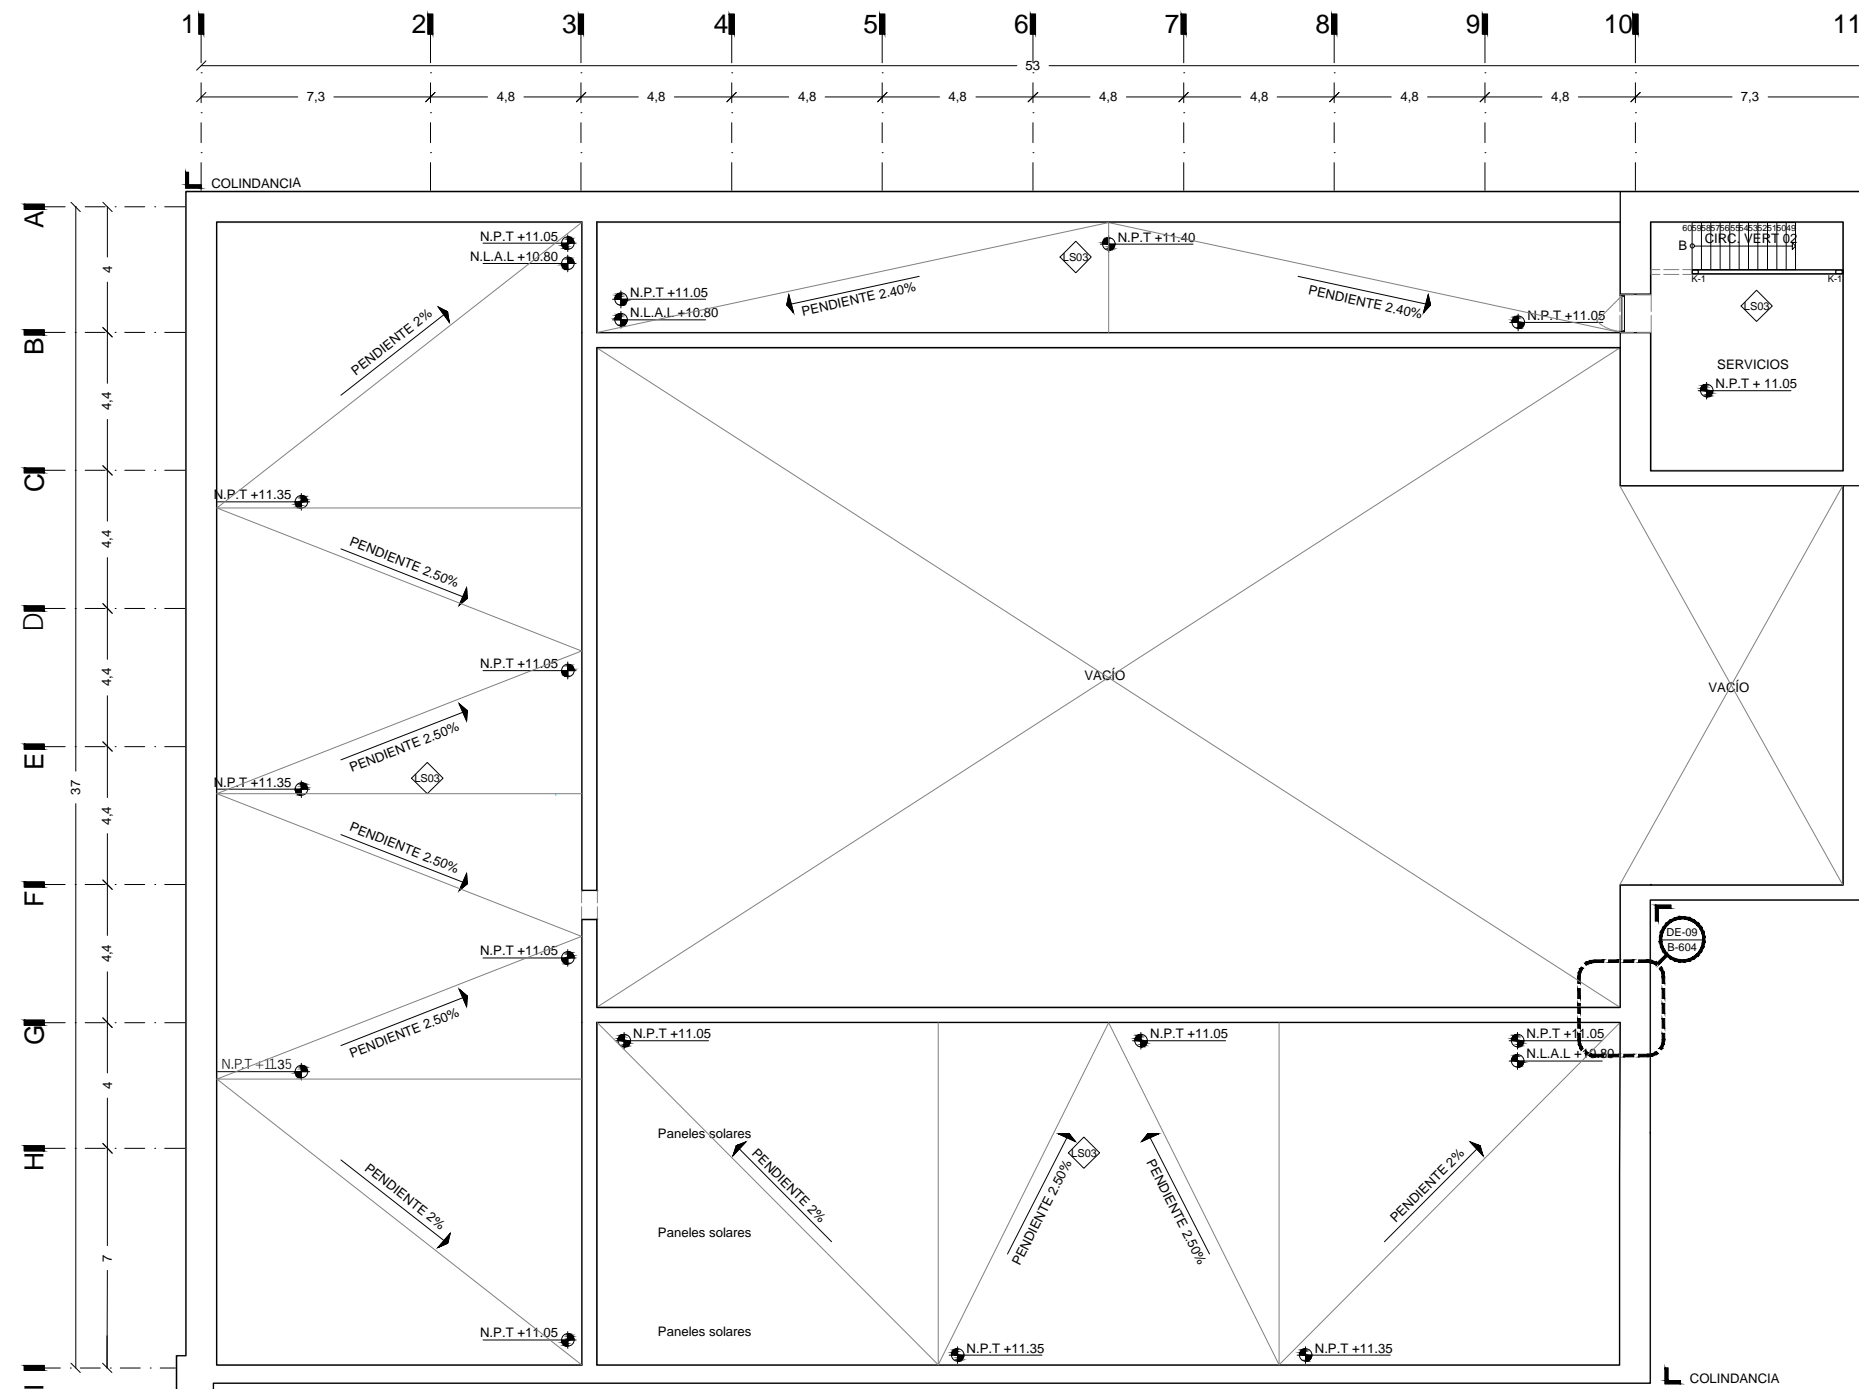 1 2 3 4 5 6 7 8 9 10 11
53
7,3 4,8 4,8 4,8 4,8 4,8 4,8 4,8 7,3
COLINDANCIA
A
B
C
D
E
F
G
H
I
37
4
4,4
4,4
4,4
4,4
4,4
4
7
N.P.T +11.05
N.L.A.L +10.80
PENDIENTE 2%
N.P.T +11.35
PENDIENTE 2.50%
N.P.T +11.05
PENDIENTE 2.50%
N.P.T +11.35
LS03
PENDIENTE 2.50%
N.P.T +11.05
PENDIENTE 2.50%
N.P.T +11.35
PENDIENTE 2%
N.P.T +11.05
N.P.T +11.05
N.L.A.L +10.80
PENDIENTE 2.40%
LS03
N.P.T +11.40
PENDIENTE 2.40%
N.P.T +11.05
605958575655545352515049
CIRC. VERT 02
B
K-1 K-1
LS03
SERVICIOS
N.P.T + 11.05
VACÍO
VACÍO
DE-09
B-604
N.P.T +11.05
N.P.T +11.05
N.P.T +11.05
N.L.A.L +10.80
Paneles solares
Paneles solares
Paneles solares
PENDIENTE 2%
PENDIENTE 2.50%
LS03
PENDIENTE 2.50%
PENDIENTE 2%
N.P.T +11.35
N.P.T +11.35
COLINDANCIA